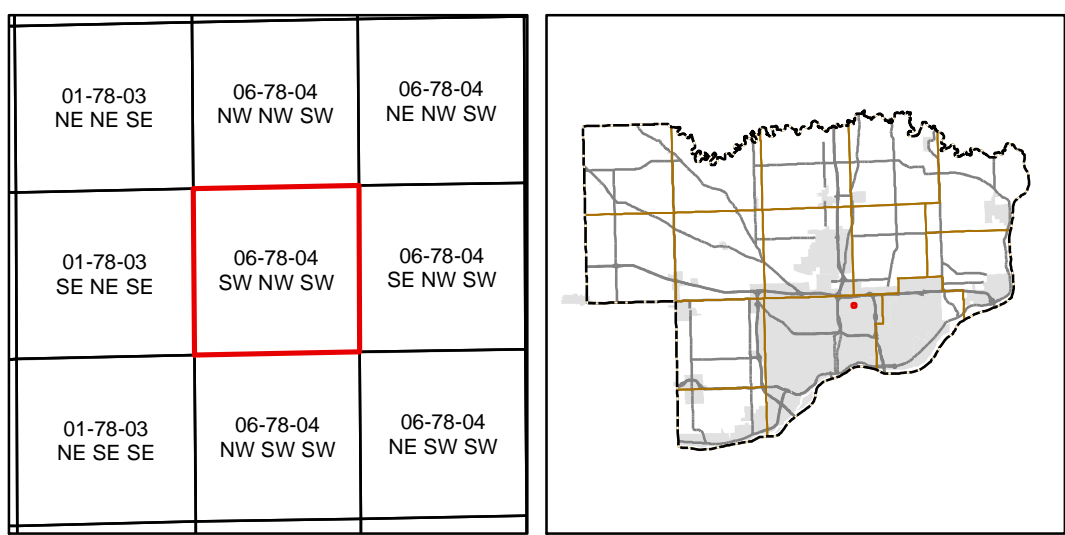 01-78-03
NE NE SE
06-78-04
NW NW SW
06-78-04
NE NW SW
01-78-03
SE NE SE
06-78-04
SW NW SW
06-78-04
SE NW SW
01-78-03
NE SE SE
06-78-04
NW SW SW
06-78-04
NE SW SW